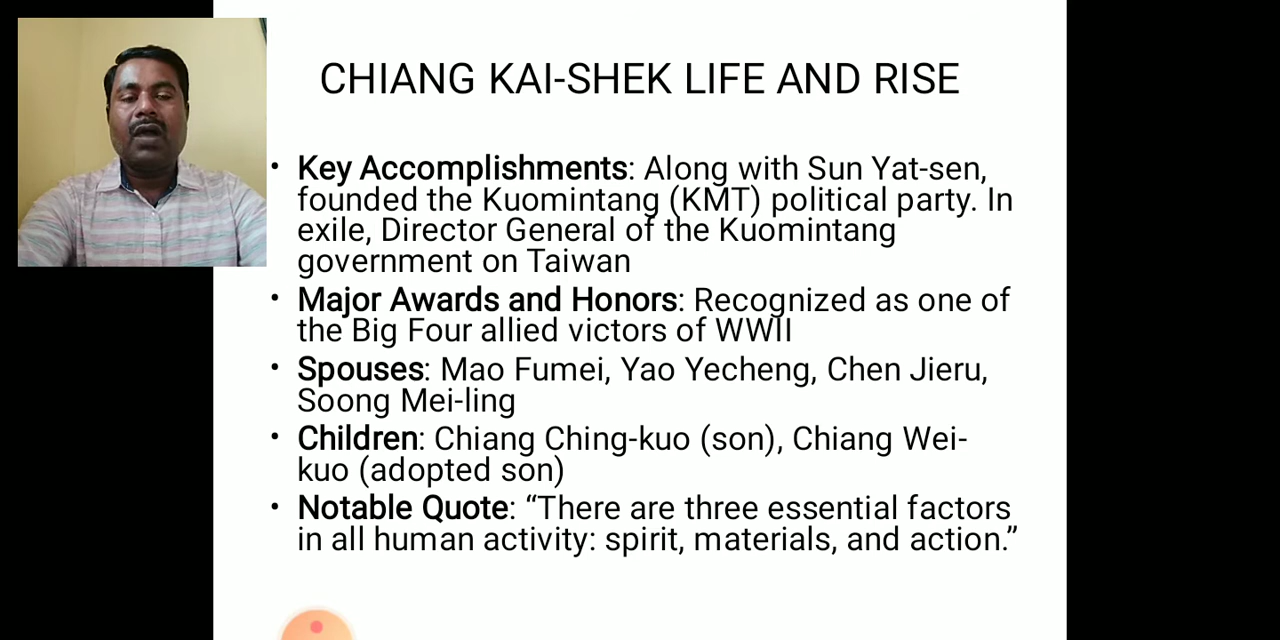 CHIANG KAI-SHEK LIFE AND RISE
• Key Accomplishments: Along with Sun Yat-sen,
founded the Kuomintang (KMT) political party. In
exile, Director General of the Kuomintang
government on Taiwan
• Major Awards and Honors: Recognized as one of
the Big Four allied victors of WWII
• Spouses: Mao Fumei, Yao Yecheng, Chen Jieru,
Soong Mei-ling
• Children: Chiang Ching-kuo (son), Chiang Wei-
kuo (adopted son)
• Notable Quote: “There are three essential factors
in all human activity: spirit, materials, and action.”